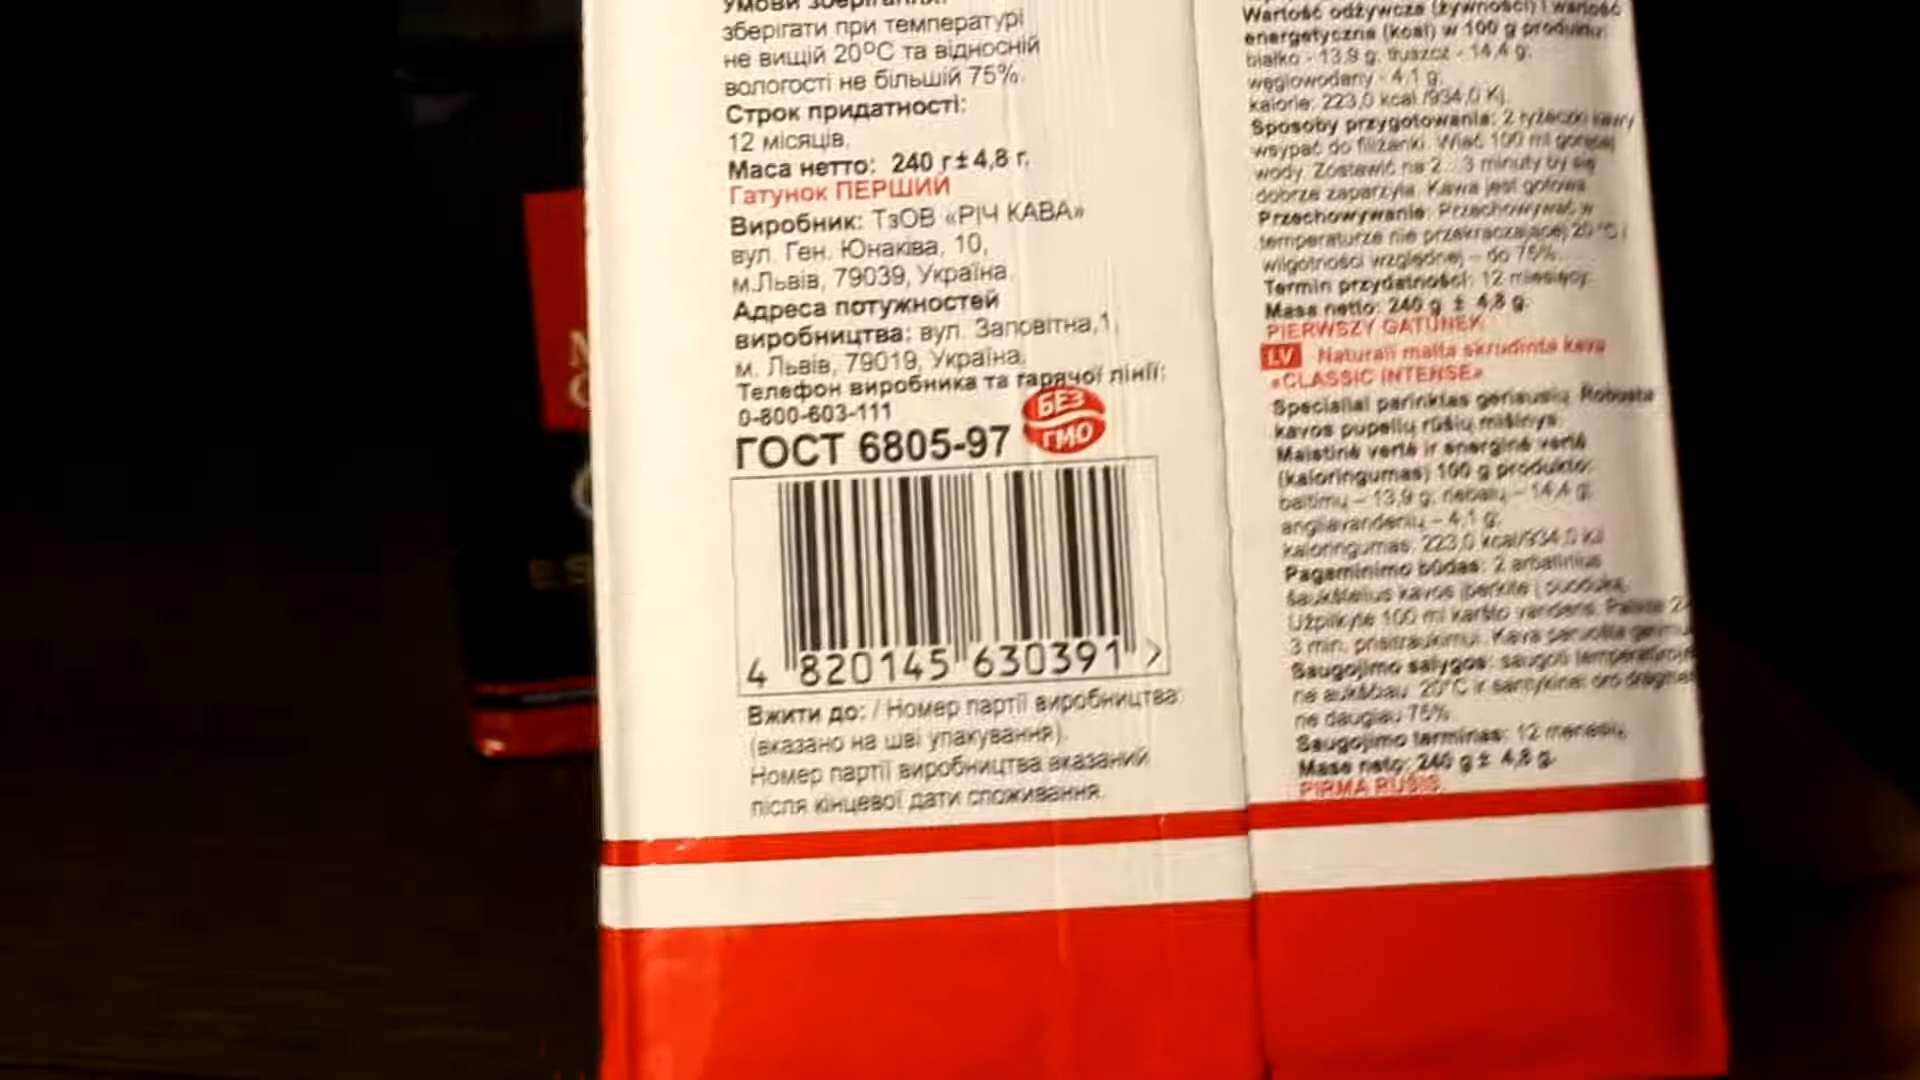 Умови зберігання:
зберігати при температурі
не вищій 20°C та відносній
вологості не більшій 75%.
Строк придатності:
12 місяців.
Маса нетто: 240 г±4,8 г.
Гатунок ПЕРШИЙ
Виробник: ТзОВ «РІЧ КАВА»
вул. Ген. Юнаківа, 10,
м.Львів, 79039, Україна.
Адреса потужностей
виробництва: вул. Заповітна,1,
м. Львів, 79019, Україна.
Телефон виробника та гарячої лінії:
0-800-603-111
БЕЗ
ГМО
ГОСТ 6805-97
4 820145 630391 >
Вжити до: / Номер партії виробництва
(вказано на шві упакування).
Номер партії виробництва вказаний
після кінцевої дати споживання.
Wartość odżywcza (żywności) i wartość
energetyczna (kcal) w 100 g produktu:
białko - 13,9 g; tłuszcz - 14,4 g;
węglowodany - 4,1 g;
kalorie: 223,0 kcal /934,0 Kj.
Sposoby przygotowania: 2 łyżeczki kawy
wsypać do filiżanki. Wlać 100 ml gorącej
wody. Zostawić na 2...3 minuty by się
dobrze zaparzyła. Kawa jest gotowa.
Przechowywanie: Przechowywać w
temperaturze nie przekraczającej 20 °C i
wilgotności względnej – do 75%.
Termin przydatności: 12 miesięcy.
Masa netto: 240 g ± 4,8 g.
PIERWSZY GATUNEK
LV Naturali malta skrudinta kava
«CLASSIC INTENSE»
Specialiai parinktas geriausių Robusta
kavos pupelių rūšių mišinys.
Maistinė vertė ir energinė vertė
(kaloringumas) 100 g produkto:
baltimų – 13,9 g; riebalų – 14,4 g;
angliavandenių – 4,1 g;
kaloringumas: 223,0 kcal/934,0 KJ
Pagaminimo būdas: 2 arbatinius
šaukštelius kavos įberkite į puoduką.
Užpilkyte 100 ml karšto vandens. Palikte 2-
3 min. prisitraukimui. Kava paruošta
Saugojimo sąlygos: saugoti
ne aukšbau 20°C ir santykinei oro
ne daugiau 75%.
Saugojimo terminas: 12 mėnesių.
Masė neto: 240 g ± 4,8 g.
PIRMA RŪŠIS.